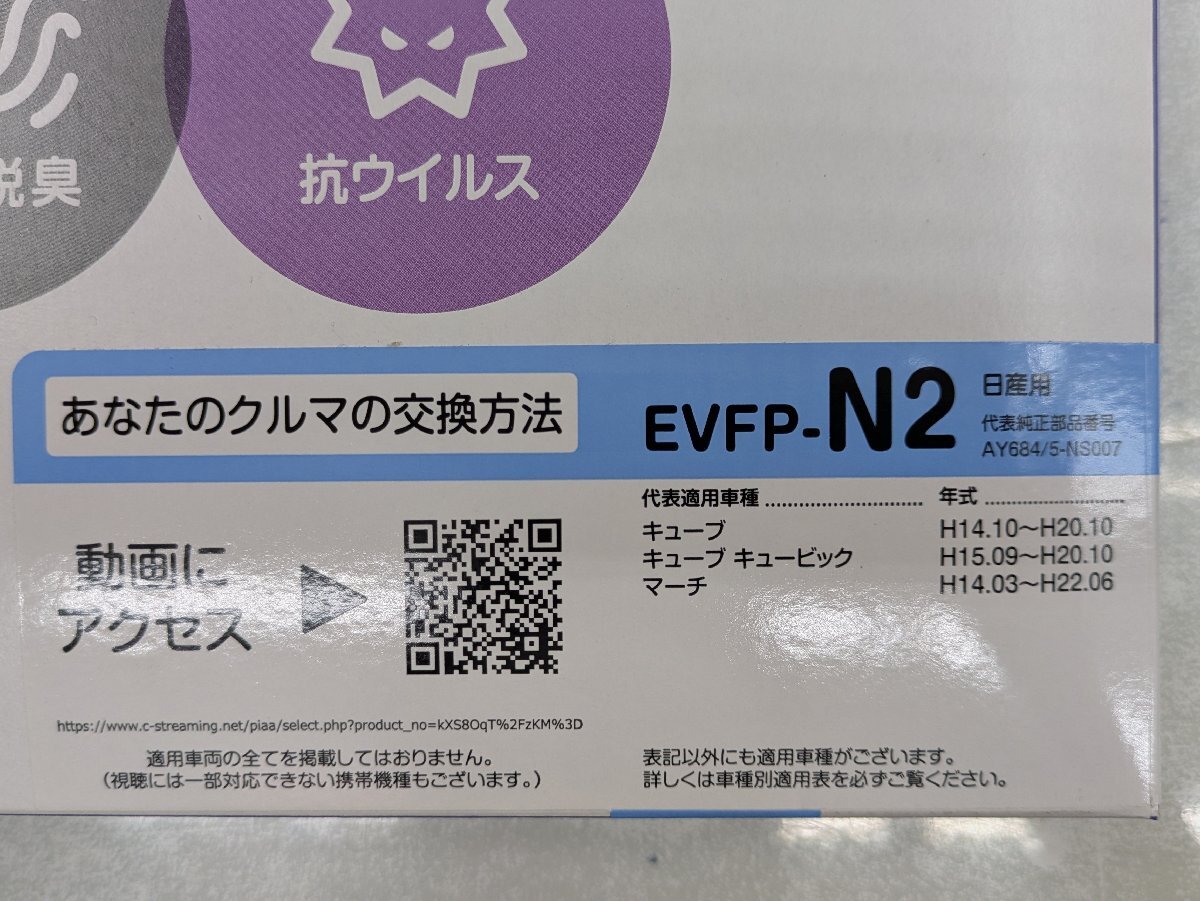 脱臭
抗ウイルス
あなたのクルマの交換方法
EVFP-N2
日産用
代表純正部品番号
AY684/5-NS007
動画に
アクセス
https://www.c-streaming.net/piaa/select.php?product_no=kXS8OqT%2FzKM%3D
適用車両の全てを掲載してはおりません。
（視聴には一部対応できない携帯機種もございます。）
代表適用車種 ............................ 年式 ........................
キューブ H14.10〜H20.10
キューブ キュービック H15.09〜H20.10
マーチ H14.03〜H22.06
表記以外にも適用車種がございます。
詳しくは車種別適用表を必ずご覧ください。